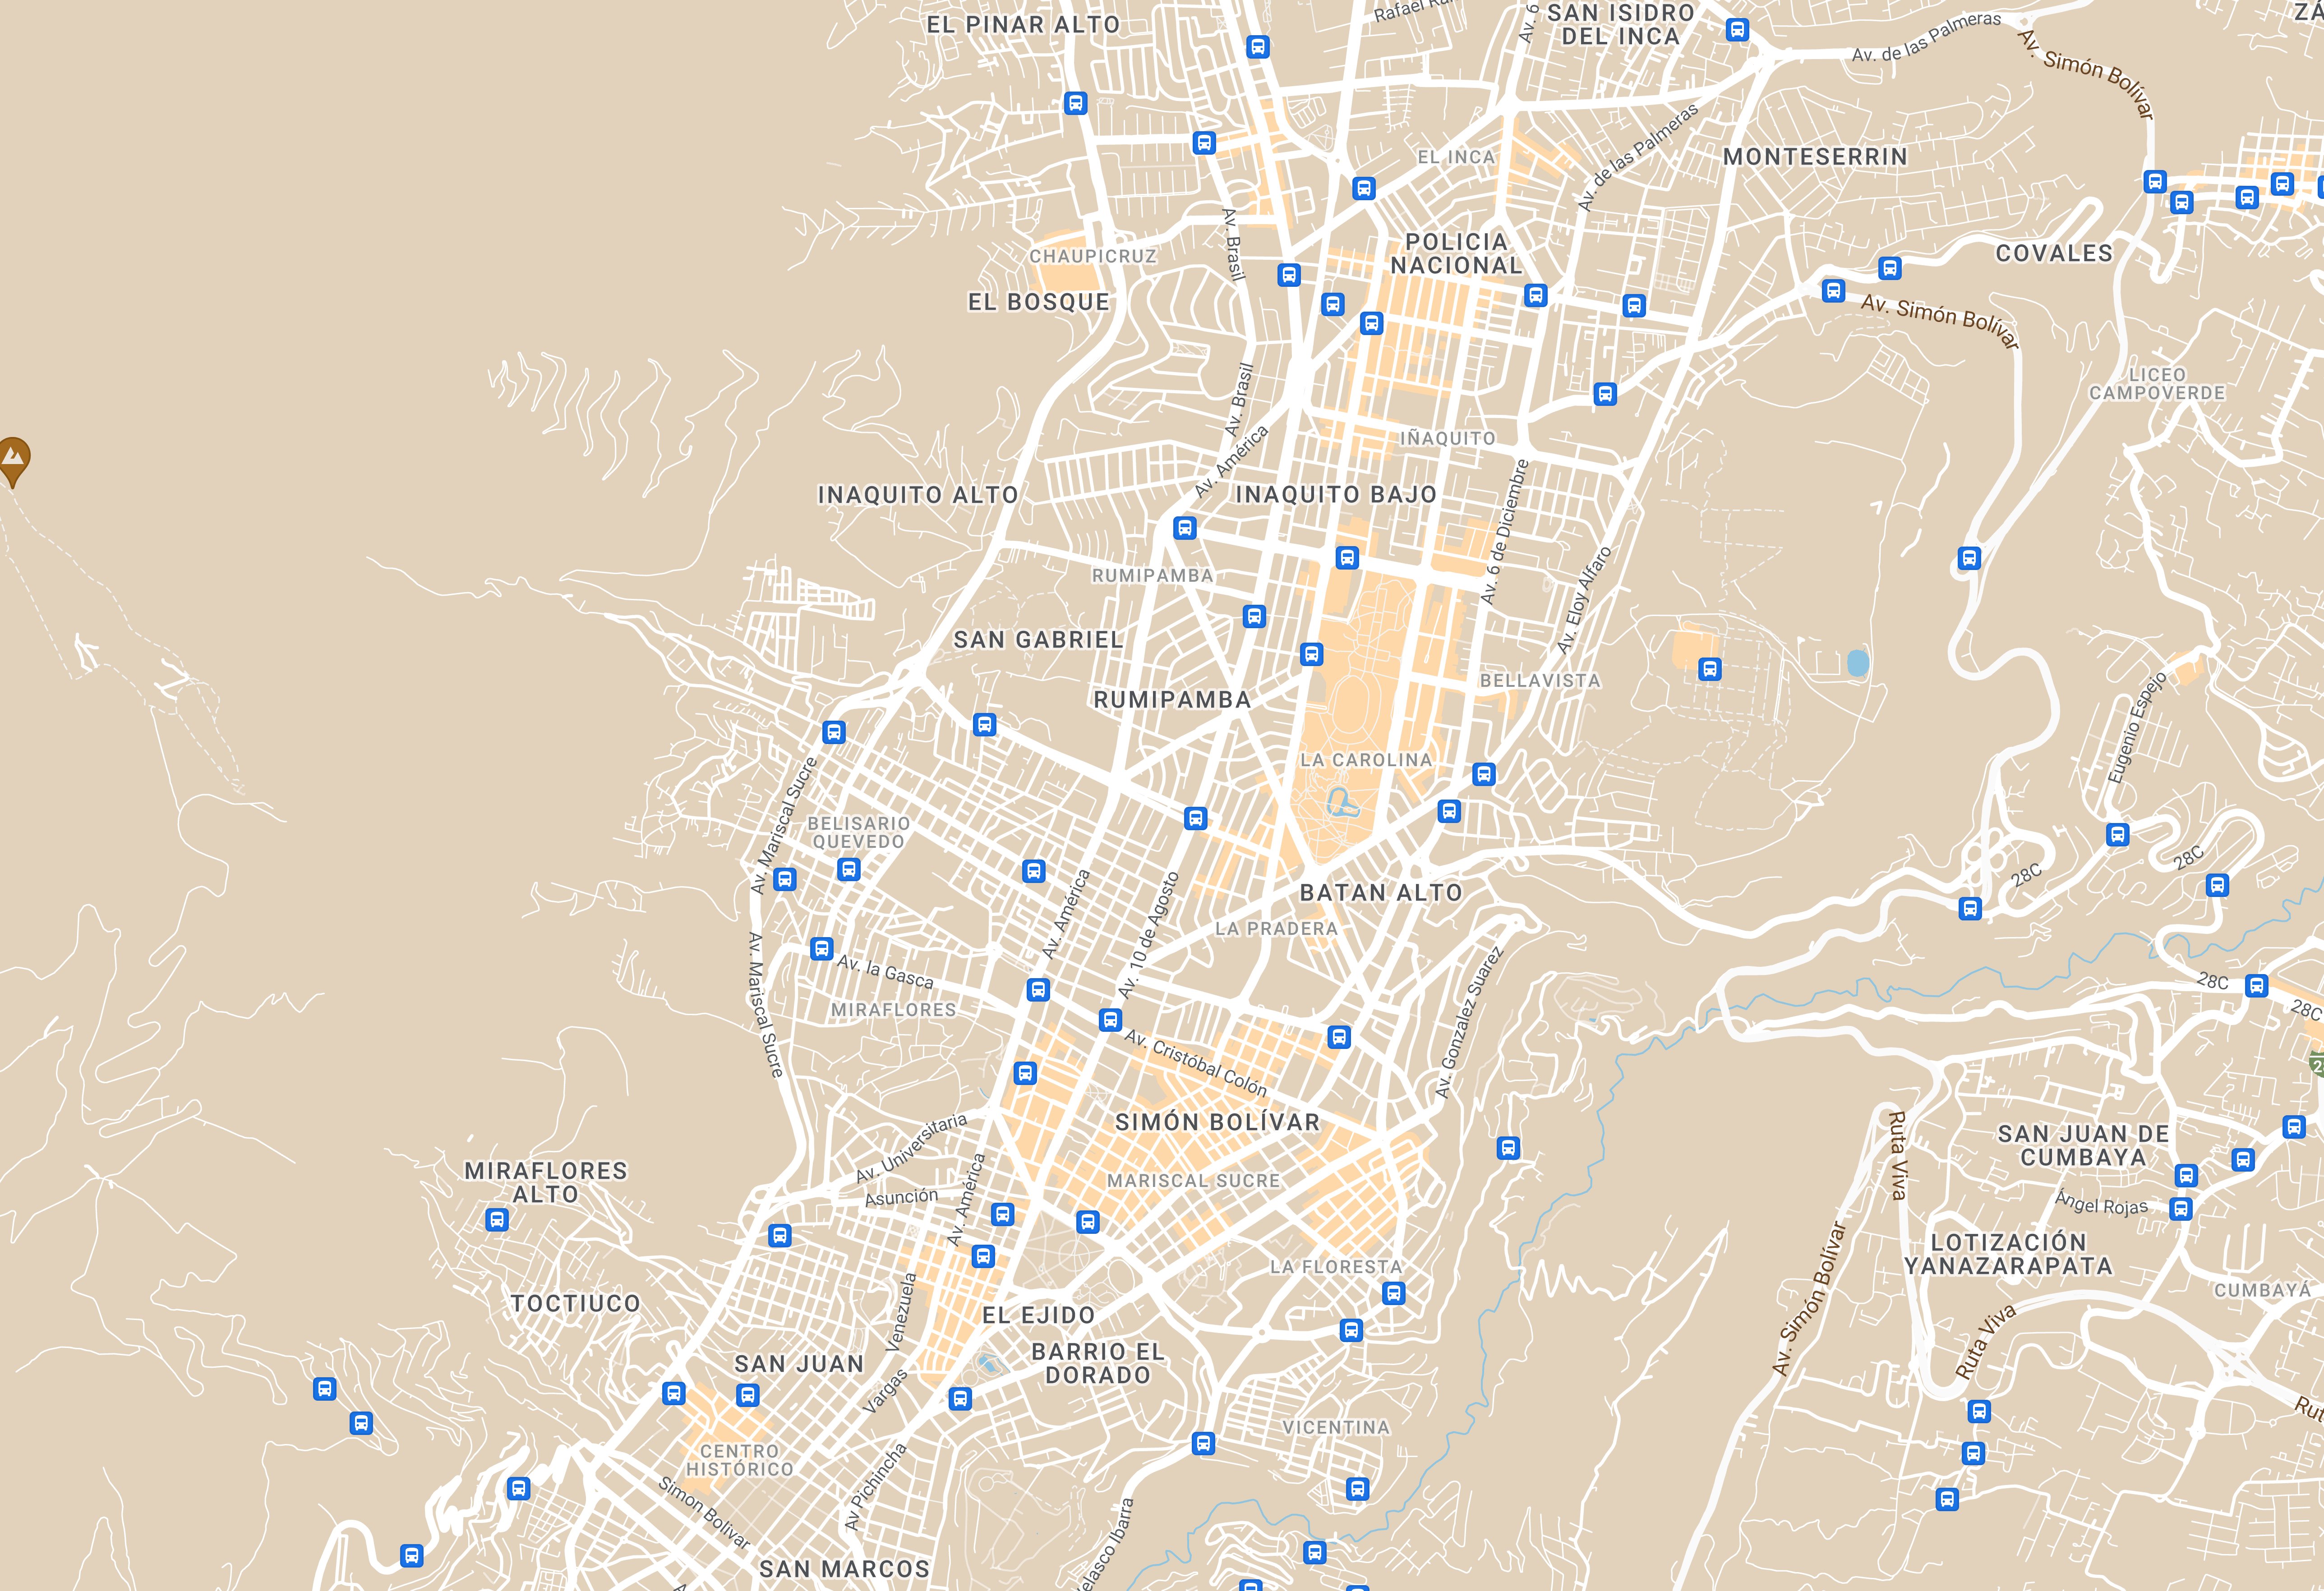 EL PINAR ALTO
Av. 6
SAN ISIDRO
DEL INCA
Av. de las Palmeras
Av. Simón Bolívar
EL INCA
Av. de las Palmeras
MONTESERRIN
Av. Brasil
CHAUPICRUZ
POLICIA
NACIONAL
COVALES
EL BOSQUE
Av. Simón Bolívar
Av. Brasil
LICEO
CAMPOVERDE
Av. América
IÑAQUITO
INAQUITO ALTO
INAQUITO BAJO
Av. 6 de Diciembre
RUMIPAMBA
Av. Eloy Alfaro
SAN GABRIEL
BELLAVISTA
RUMIPAMBA
Eugenio Espejo
LA CAROLINA
Av. Mariscal Sucre
BELISARIO
QUEVEDO
28C
28C
BATAN ALTO
Av. América
Av. 10 de Agosto
LA PRADERA
Av. la Gasca
Av. Mariscal Sucre
28C
MIRAFLORES
28C
Av. Gonzalez Suarez
Av. Cristóbal Colón
SIMÓN BOLÍVAR
Av. Universitaria
Ruta Viva
SAN JUAN DE
CUMBAYA
MIRAFLORES
ALTO
MARISCAL SUCRE
Asunción
Av. América
Ángel Rojas
LOTIZACIÓN
YANAZARAPATA
Av. Simón Bolívar
LA FLORESTA
CUMBAYÁ
TOCTIUCO
Venezuela
EL EJIDO
Ruta Viva
BARRIO EL
DORADO
SAN JUAN
Vargas
VICENTINA
CENTRO
HISTÓRICO
Av Pichincha
Simon Bolivar
Velasco Ibarra
SAN MARCOS